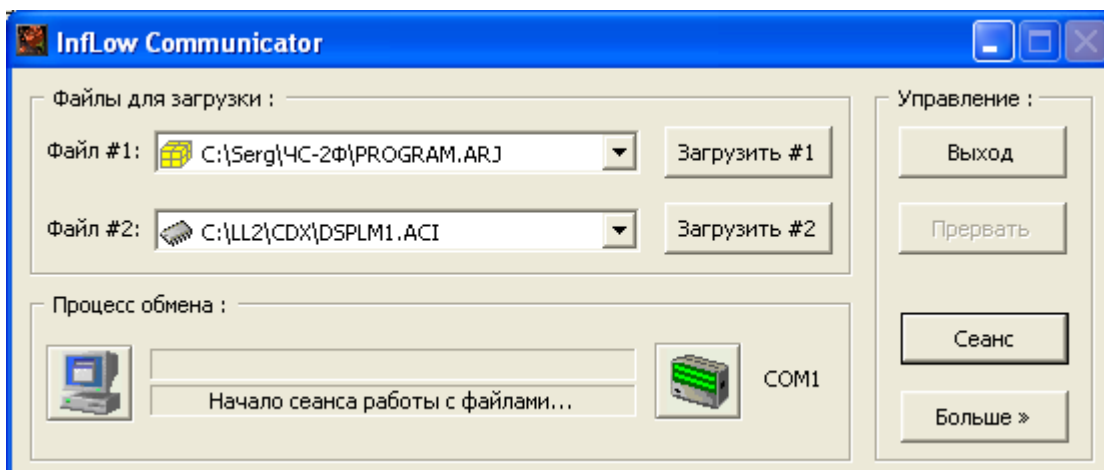 InfLow Communicator
Файлы для загрузки :
Файл #1: C:\Serg\ЧС-2Ф\PROGRAM.ARJ Загрузить #1
Файл #2: C:\LL2\CDX\DSPLM1.ACI Загрузить #2
Процесс обмена :
Начало сеанса работы с файлами...
COM1
Управление :
Выход
Прервать
Сеанс
Больше »